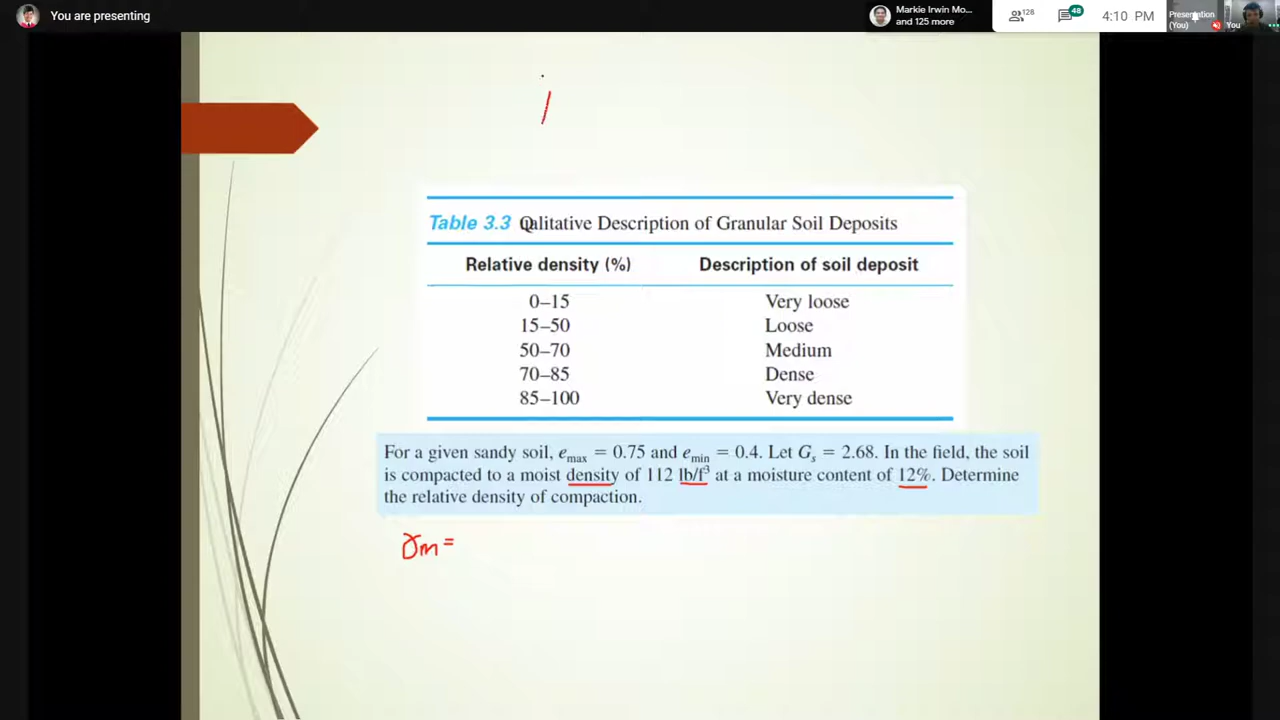 You are presenting
Markie Irwin Mo...
and 125 more
128
48
4:10 PM
Presentation
(You)
You
Table 3.3 Qalitative Description of Granular Soil Deposits
Relative density (%) Description of soil deposit
0–15 Very loose
15–50 Loose
50–70 Medium
70–85 Dense
85–100 Very dense
For a given sandy soil, emax = 0.75 and emin = 0.4. Let Gs = 2.68. In the field, the soil
is compacted to a moist density of 112 lb/f³ at a moisture content of 12%. Determine
the relative density of compaction.
γm =